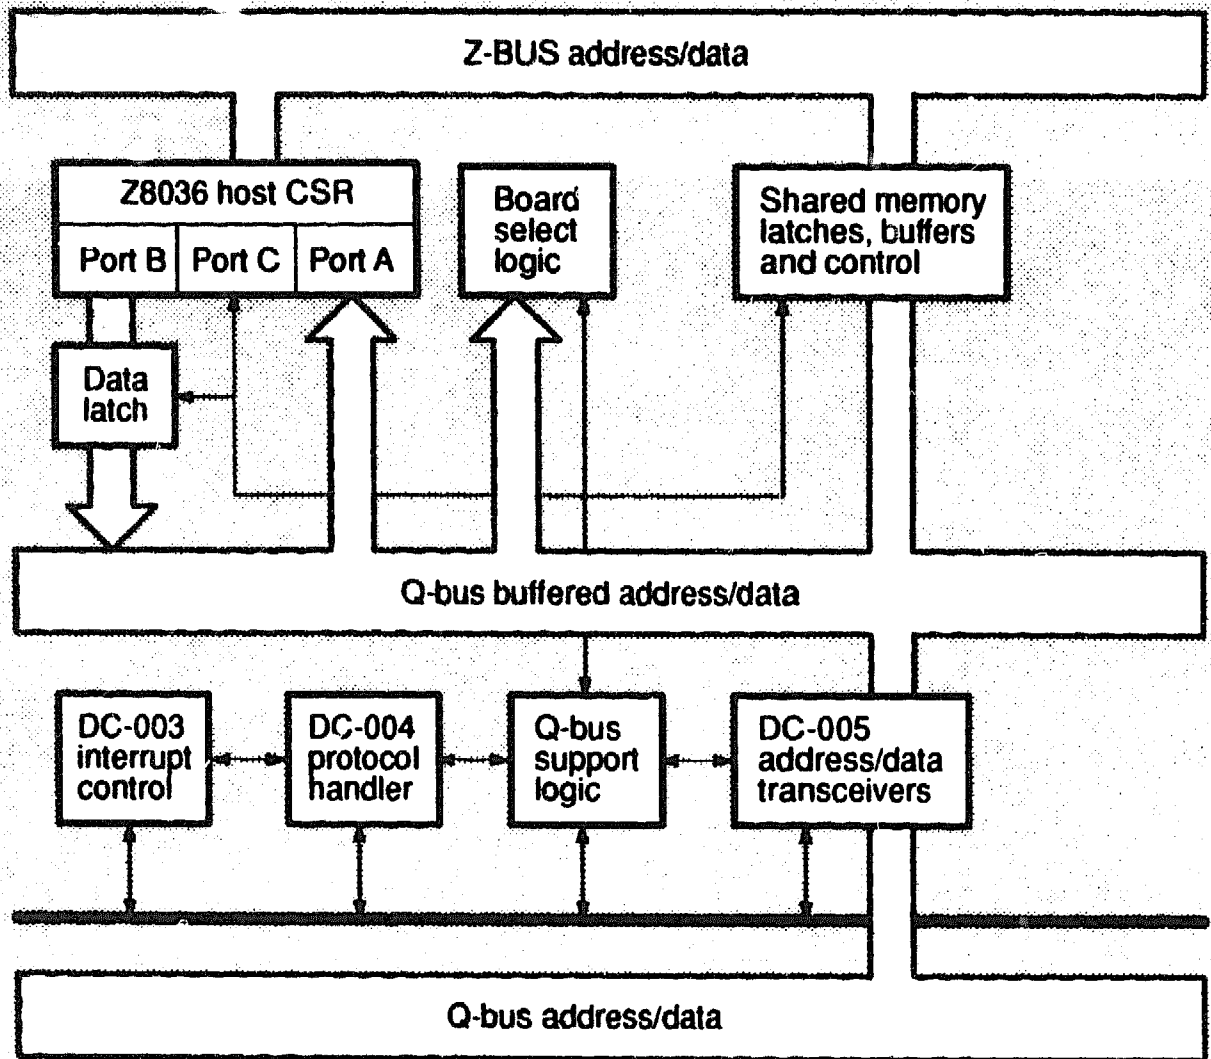 Z-BUS address/data
Z8036 host CSR
Port B
Port C
Port A
Board
select
logic
Shared memory
latches, buffers
and control
Data
latch
Q-bus buffered address/data
DC-003
interrupt
control
DC-004
protocol
handler
Q-bus
support
logic
DC-005
address/data
transceivers
Q-bus address/data